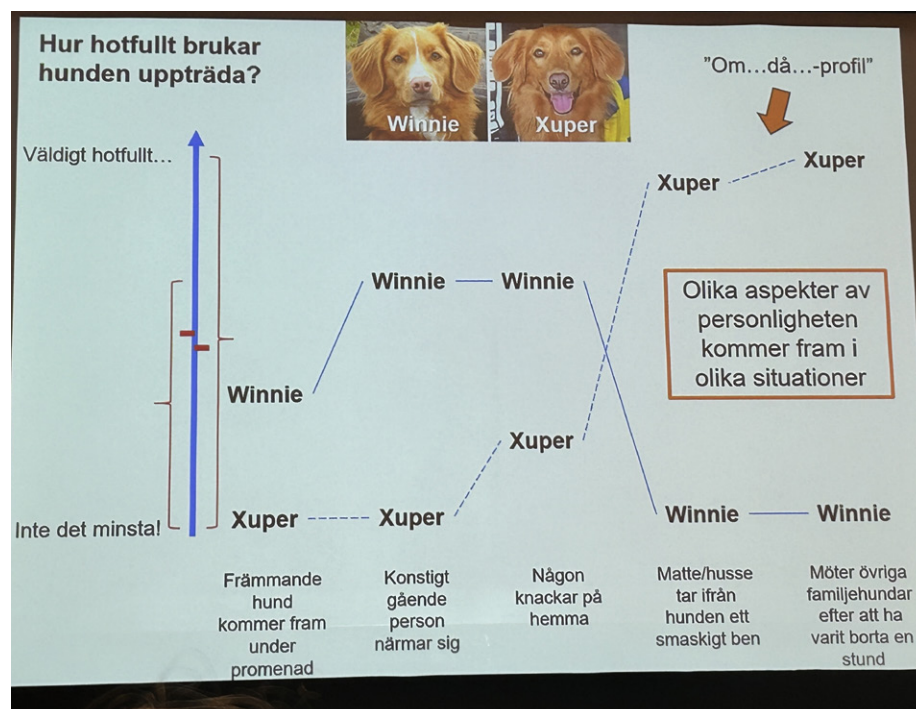 Hur hotfullt brukar
hunden uppträda?
Winnie
Xuper
"Om...då...-profil"
Väldigt hotfullt...
Xuper
Xuper
Winnie
Winnie
Olika aspekter av
personligheten
kommer fram i
olika situationer
Winnie
Xuper
Inte det minsta!
Xuper
Xuper
Winnie
Winnie
Främmande
hund
kommer fram
under
promenad
Konstigt
gående
person
närmar sig
Någon
knackar på
hemma
Matte/husse
tar ifrån
hunden ett
smaskigt ben
Möter övriga
familjehundar
efter att ha
varit borta en
stund